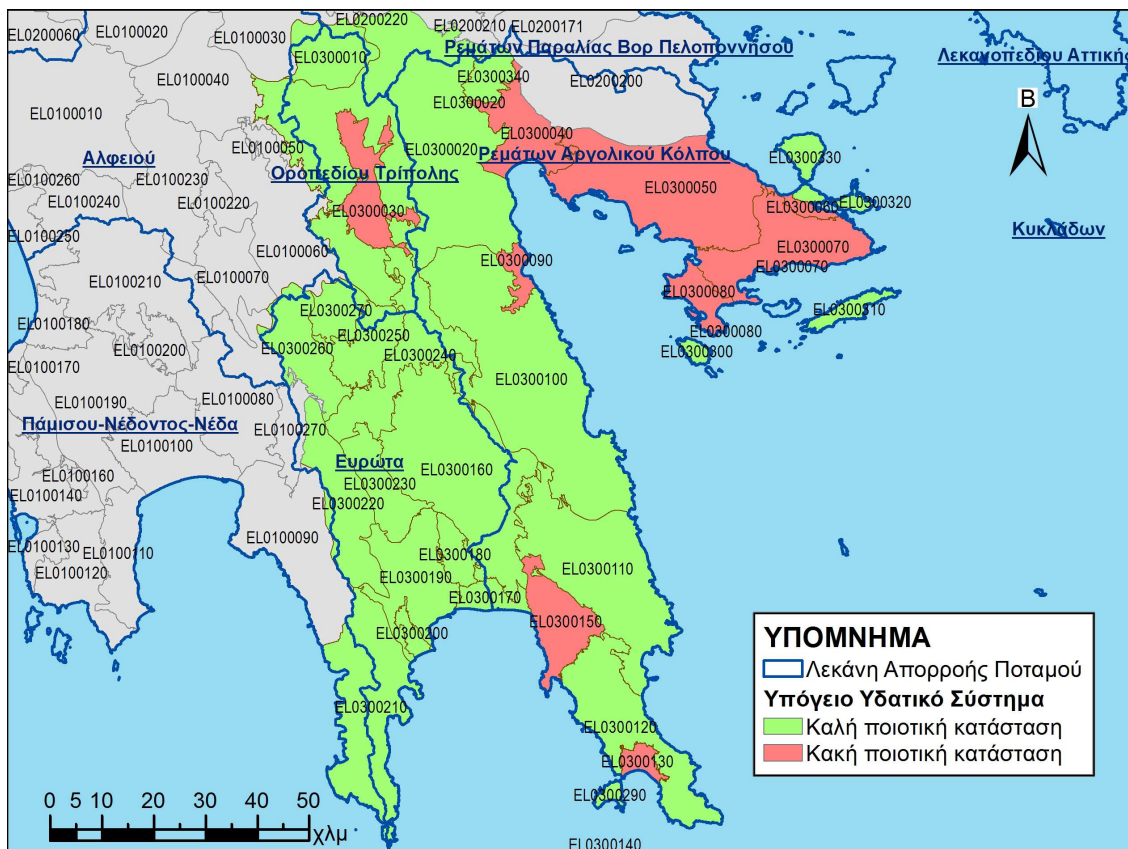 EL0200220
EL0200210
EL0200171
EL0200060
EL0100020
EL0100030
Ρεμάτων Παραλίας Βορ Πελοποννήσου
Λεκανοπεδίου Αττικής
EL0300010
EL0300340
EL0200200
EL0100040
EL0300020
EL0100010
EL0300040
EL0100050
EL0300020
Ρεμάτων Αργολικού Κόλπου
EL0300330
Αλφειού
Οροπεδίου Τρίπολης
EL0100260
EL0100230
EL0300050
EL0100240
EL0100220
EL0300030
EL0300060
EL0300320
Β
Κυκλάδων
EL0100250
EL0100060
EL0300070
EL0300090
EL0300070
EL0100210
EL0100070
EL0300080
EL0300270
EL0300310
EL0100180
EL0300250
EL0300080
EL0100200
EL0300260
EL0300240
EL0300800
EL0100170
EL0300100
EL0100190
EL0100080
Πάμισου-Νέδοντος-Νέδα
EL0100270
EL0100100
Ευρώτα
EL0300160
EL0100160
EL0300230
EL0100140
EL0300220
EL0100090
EL0100130
EL0100110
EL0300180
EL0100120
EL0300190
EL0300110
EL0300170
EL0300150
EL0300200
EL0300210
EL0300120
EL0300130
EL0300290
EL0300140
ΥΠΟΜΝΗΜΑ
Λεκάνη Απορροής Ποταμού
Υπόγειο Υδατικό Σύστημα
Καλή ποιοτική κατάσταση
Κακή ποιοτική κατάσταση
0 5 10 20 30 40 50
χλμ